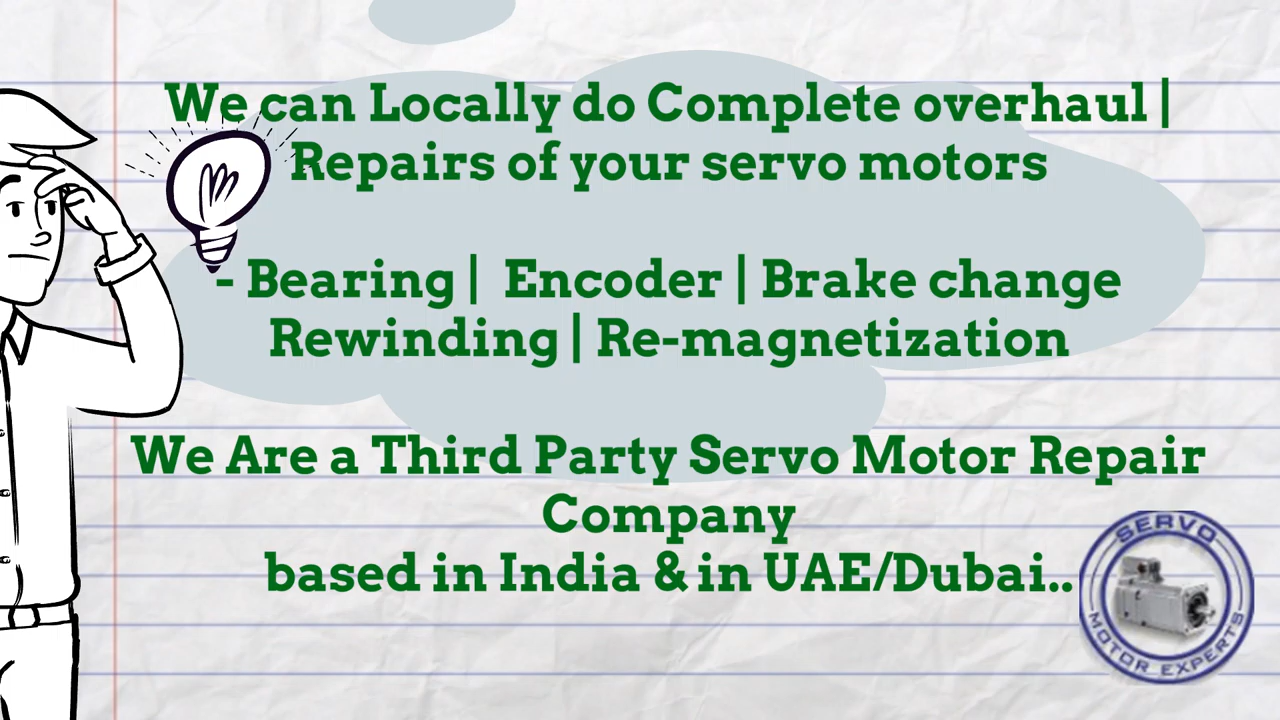 We can Locally do Complete overhaul |
Repairs of your servo motors
- Bearing | Encoder | Brake change
Rewinding | Re-magnetization
We Are a Third Party Servo Motor Repair
Company
based in India & in UAE/Dubai..
SERVO
MOTOR EXPERTS